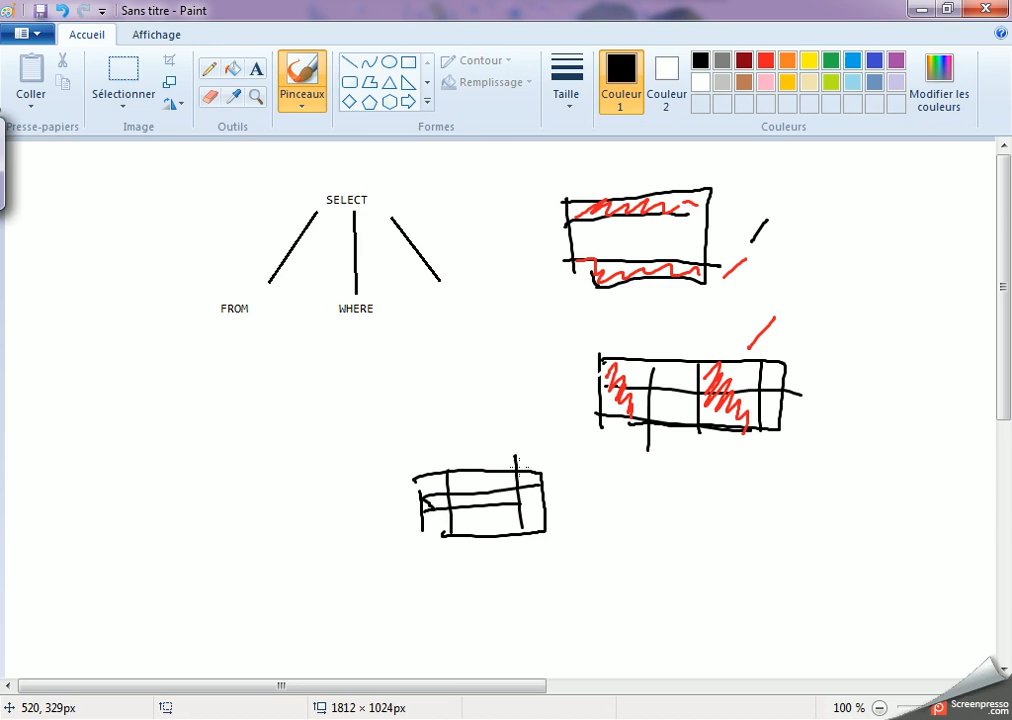 Sans titre - Paint
Accueil
Affichage
Coller
Sélectionner
Pinceaux
Contour
Remplissage
Taille
Couleur
1
Couleur
2
Modifier les
couleurs
Presse-papiers
Image
Outils
Formes
Couleurs
SELECT
FROM
WHERE
520, 329px
1812 × 1024px
100 %
Screenpresso
.com